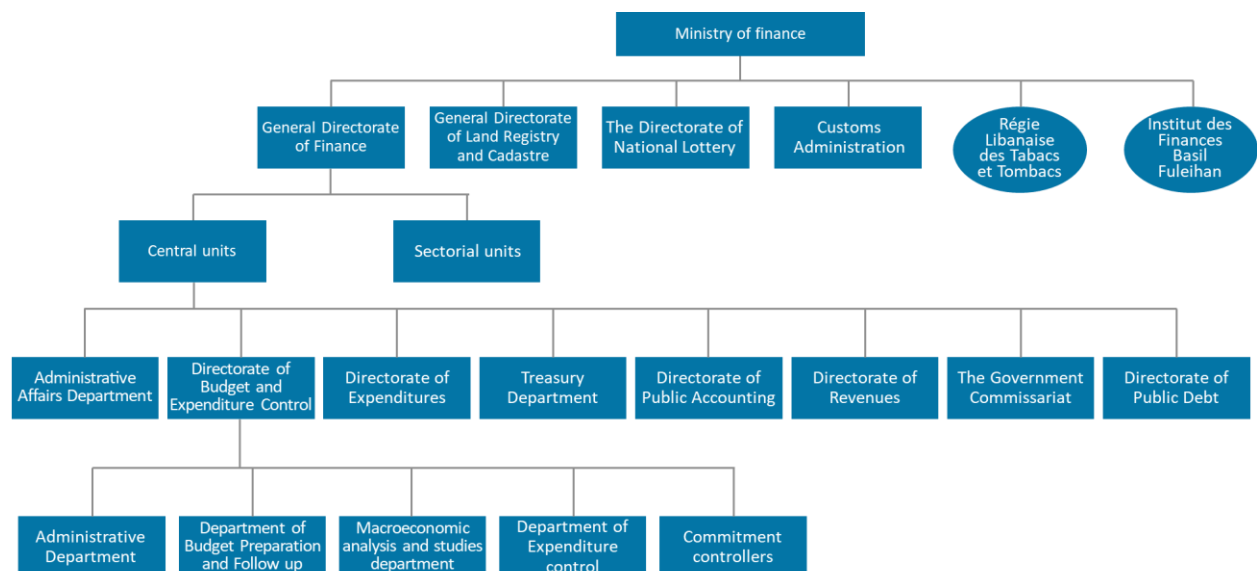 Ministry of finance
General Directorate
of Finance
General Directorate
of Land Registry
and Cadastre
The Directorate of
National Lottery
Customs
Administration
Régie
Libanaise
des Tabacs
et Tombacs
Institut des
Finances
Basil
Fuleihan
Central units
Sectorial units
Administrative
Affairs Department
Directorate of
Budget and
Expenditure Control
Directorate of
Expenditures
Treasury
Department
Directorate of
Public Accounting
Directorate of
Revenues
The Government
Commissariat
Directorate of
Public Debt
Administrative
Department
Department of
Budget Preparation
and Follow up
Macroeconomic
analysis and studies
department
Department of
Expenditure
control
Commitment
controllers